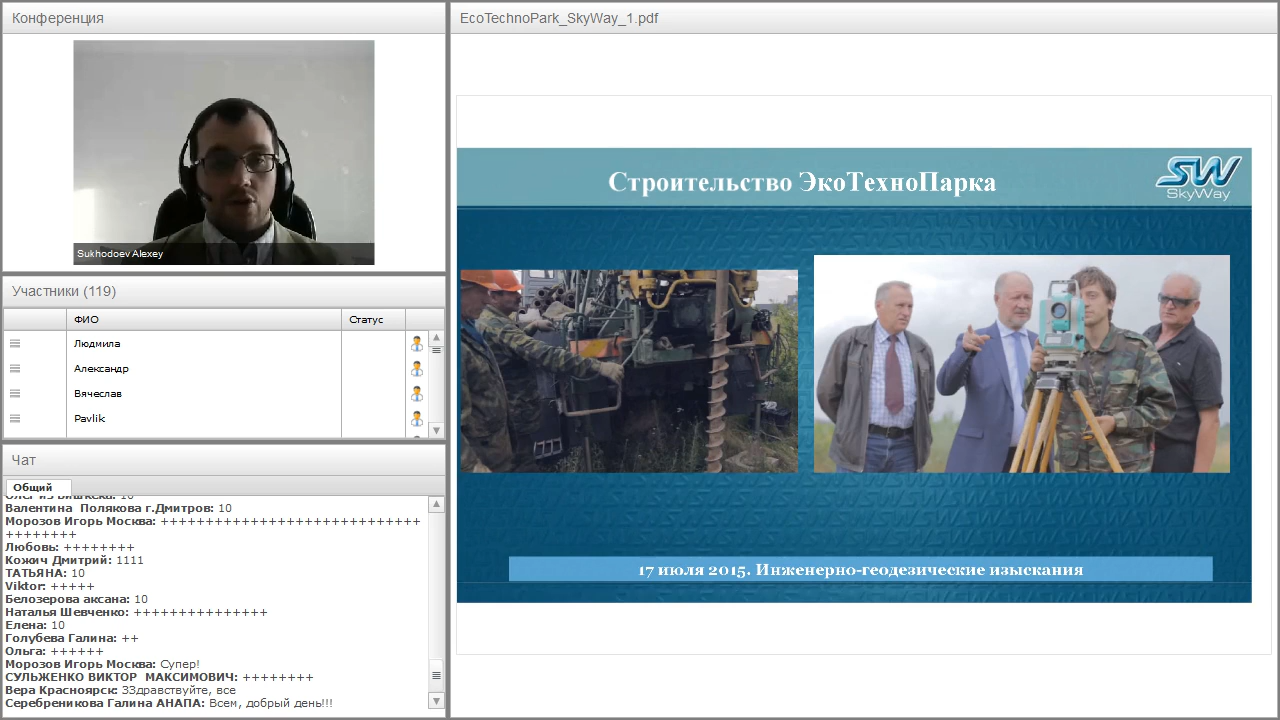 Конференция
Sukhodoev Alexey
Участники (119)
ФИО
Статус
Людмила
Александр
Вячеслав
Pavlik
Чат
Общий
Валентина Полякова г.Дмитров: 10
Морозов Игорь Москва: +++++++++++++++++++++++++++++
++++++++
Любовь: ++++++++
Кожич Дмитрий: 1111
ТАТЬЯНА: 10
Viktor: +++++
Белозерова аксана: 10
Наталья Шевченко: +++++++++++++++
Елена: 10
Голубева Галина: ++
Ольга: ++++++
Морозов Игорь Москва: Супер!
СУЛЬЖЕНКО ВИКТОР МАКСИМОВИЧ: ++++++++
Вера Красноярск: ЗЗдравствуйте, все
Серебреникова Галина АНАПА: Всем, добрый день!!!
EcoTechnoPark_SkyWay_1.pdf
Строительство ЭкоТехноПарка
SW
SkyWay
17 июля 2015. Инженерно-геодезические изыскания